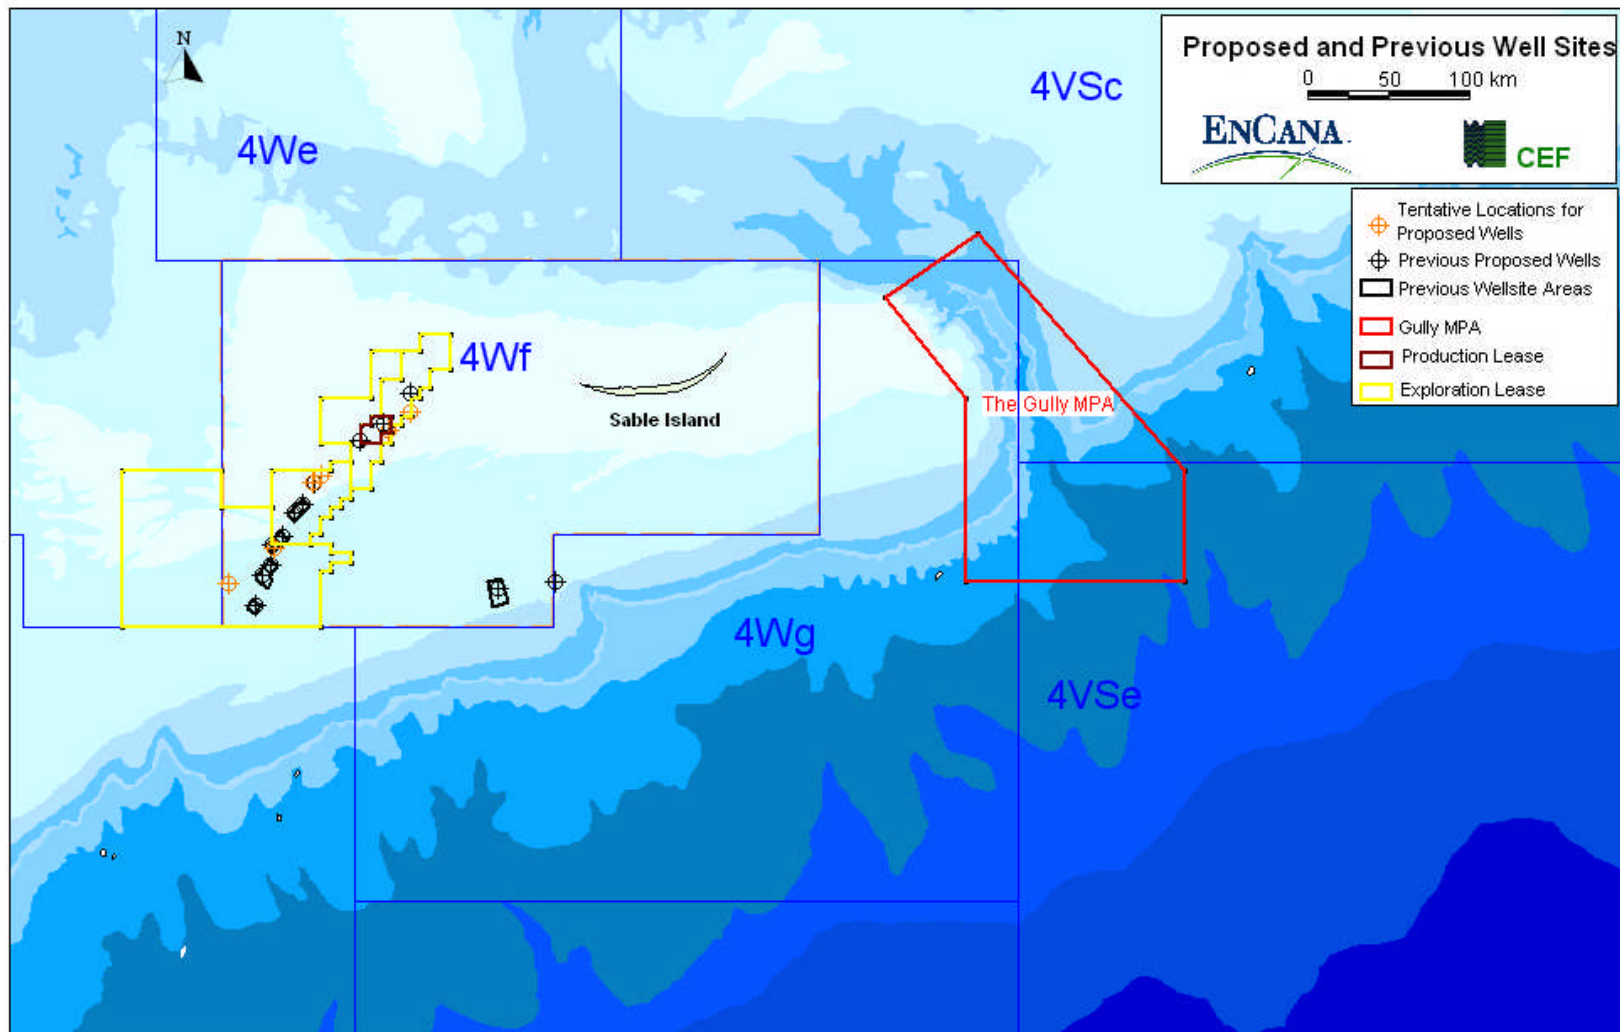 N
4We
4VSc
Proposed and Previous Well Sites
0 50 100 km
ENCANA
CEF
Tentative Locations for
Proposed Wells
Previous Proposed Wells
Previous Wellsite Areas
Gully MPA
Production Lease
Exploration Lease
4Wf
Sable Island
The Gully MPA
4Wg
4VSe